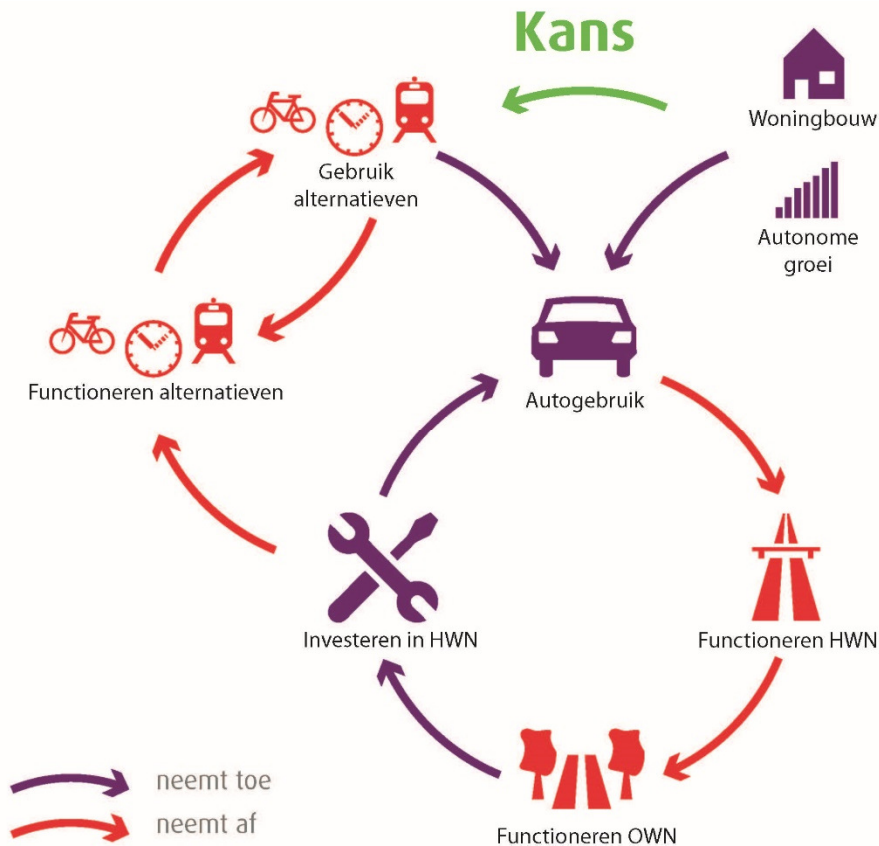 Kans
Woningbouw
Gebruik
alternatieven
Autonome
groei
Functioneren alternatieven
Autogebruik
Investeren in HWN
Functioneren HWN
neemt toe
neemt af
Functioneren OWN